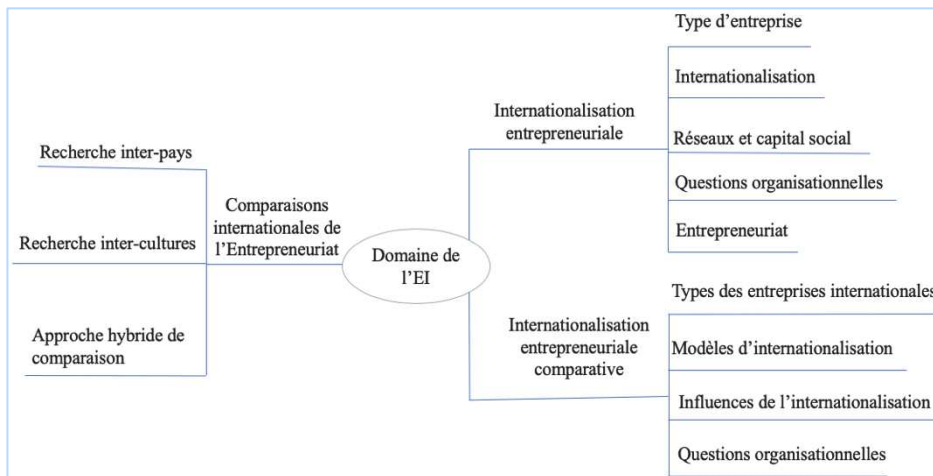 Domaine de
l'EI
Comparaisons
internationales de
l'Entrepreneuriat
Recherche inter-pays
Recherche inter-cultures
Approche hybride de
comparaison
Internationalisation
entrepreneuriale
Type d'entreprise
Internationalisation
Réseaux et capital social
Questions organisationnelles
Entrepreneuriat
Internationalisation
entrepreneuriale
comparative
Types des entreprises internationales
Modèles d'internationalisation
Influences de l'internationalisation
Questions organisationnelles